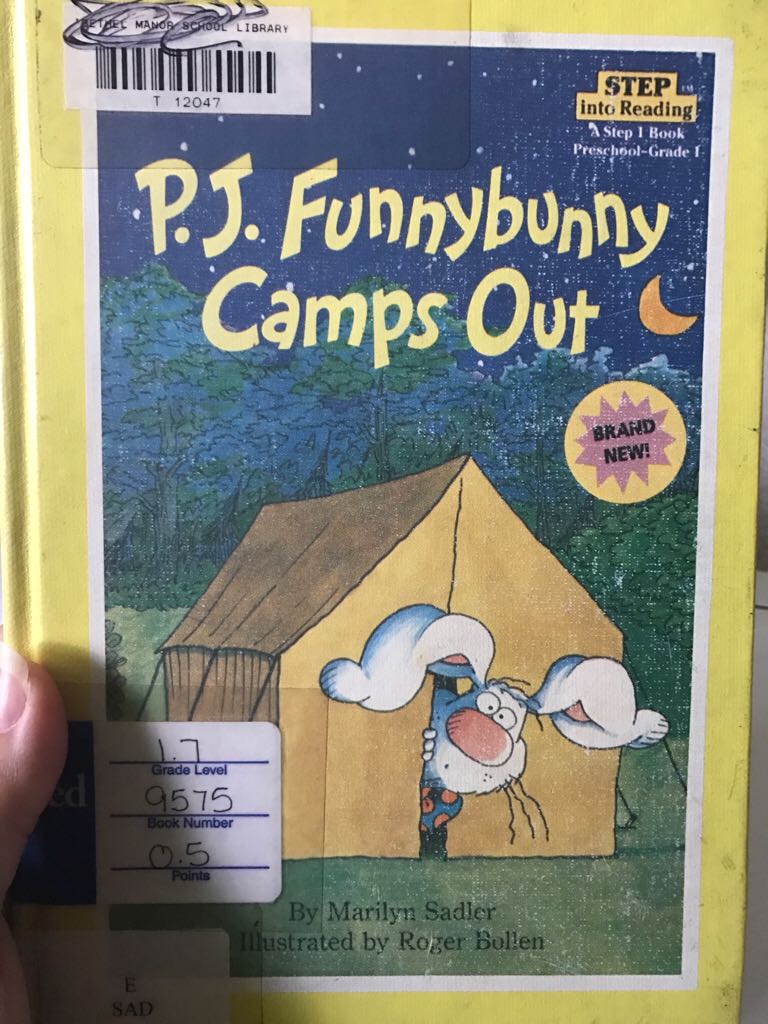 BETHEL MANOR SCHOOL LIBRARY
T 12047
STEP
into Reading
A Step 1 Book
Preschool-Grade 1
P.J. Funnybunny
Camps Out
BRAND
NEW!
1.7
Grade Level
9575
Book Number
0.5
Points
By Marilyn Sadler
Illustrated by Roger Bollen
E
SAD